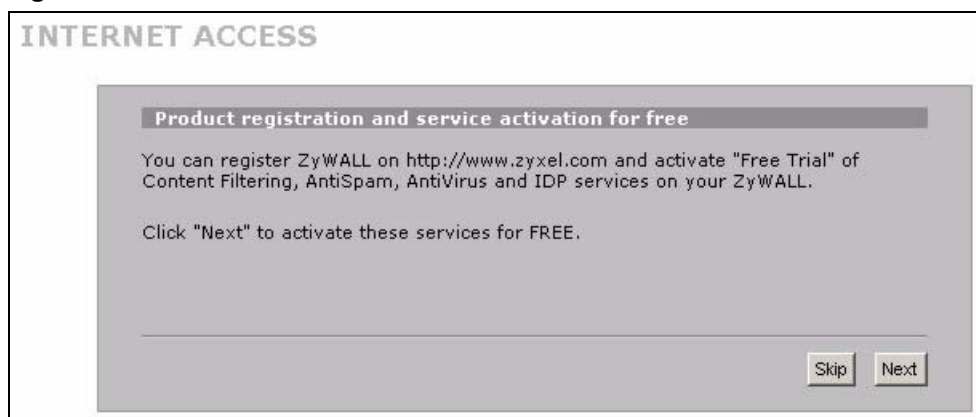 INTERNET ACCESS
Product registration and service activation for free
You can register ZyWALL on http://www.zyxel.com and activate "Free Trial" of
Content Filtering, AntiSpam, AntiVirus and IDP services on your ZyWALL.
Click "Next" to activate these services for FREE.
Skip Next